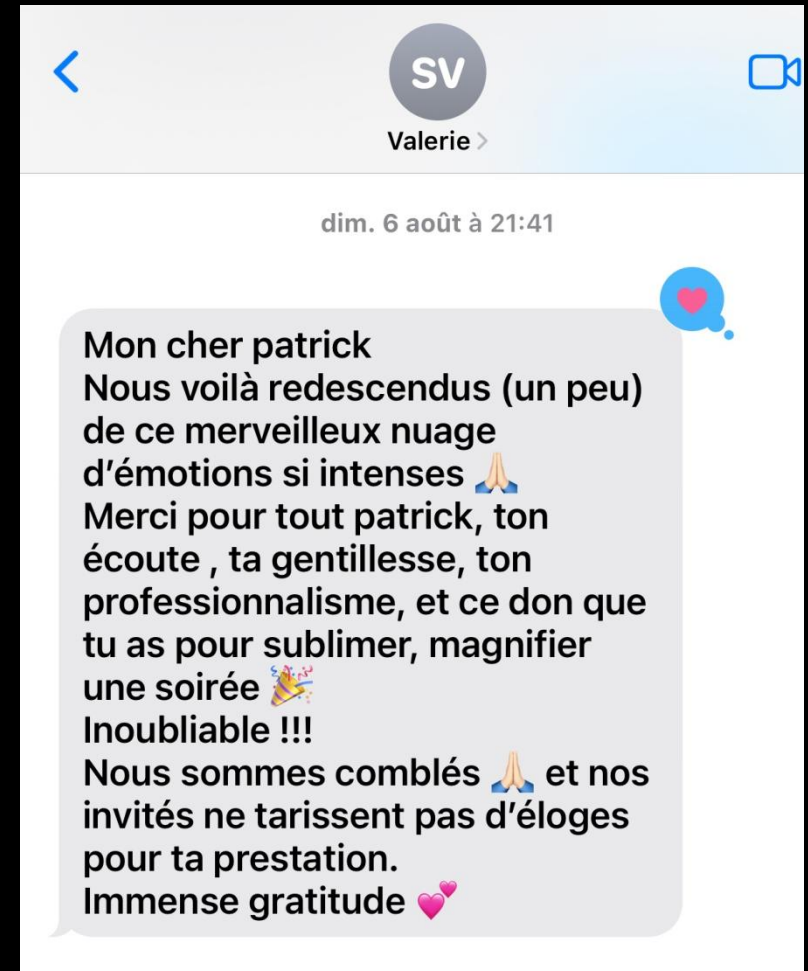 SV
Valerie
dim. 6 août à 21:41
Mon cher patrick
Nous voilà redescendus (un peu)
de ce merveilleux nuage
d’émotions si intenses 🙏🏻
Merci pour tout patrick, ton
écoute , ta gentillesse, ton
professionnalisme, et ce don que
tu as pour sublimer, magnifier
une soirée 🎉
Inoubliable !!!
Nous sommes comblés 🙏🏻 et nos
invités ne tarissent pas d’éloges
pour ta prestation.
Immense gratitude 💕